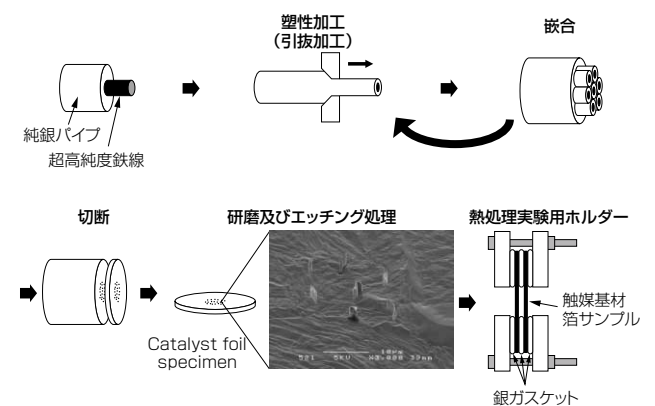 塑性加工
（引抜加工）
嵌合
純銀パイプ
超高純度鉄線
切断
研磨及びエッチング処理
熱処理実験用ホルダー
Catalyst foil
specimen
触媒基材
箔サンプル
銀ガスケット